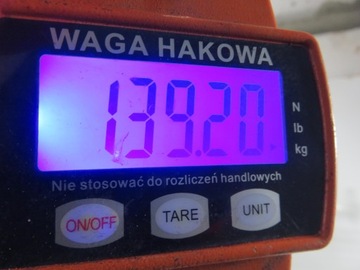 WAGA HAKOWA
139.20
N
lb
kg
Nie stosować do rozliczeń handlowych
ON/OFF
TARE
UNIT